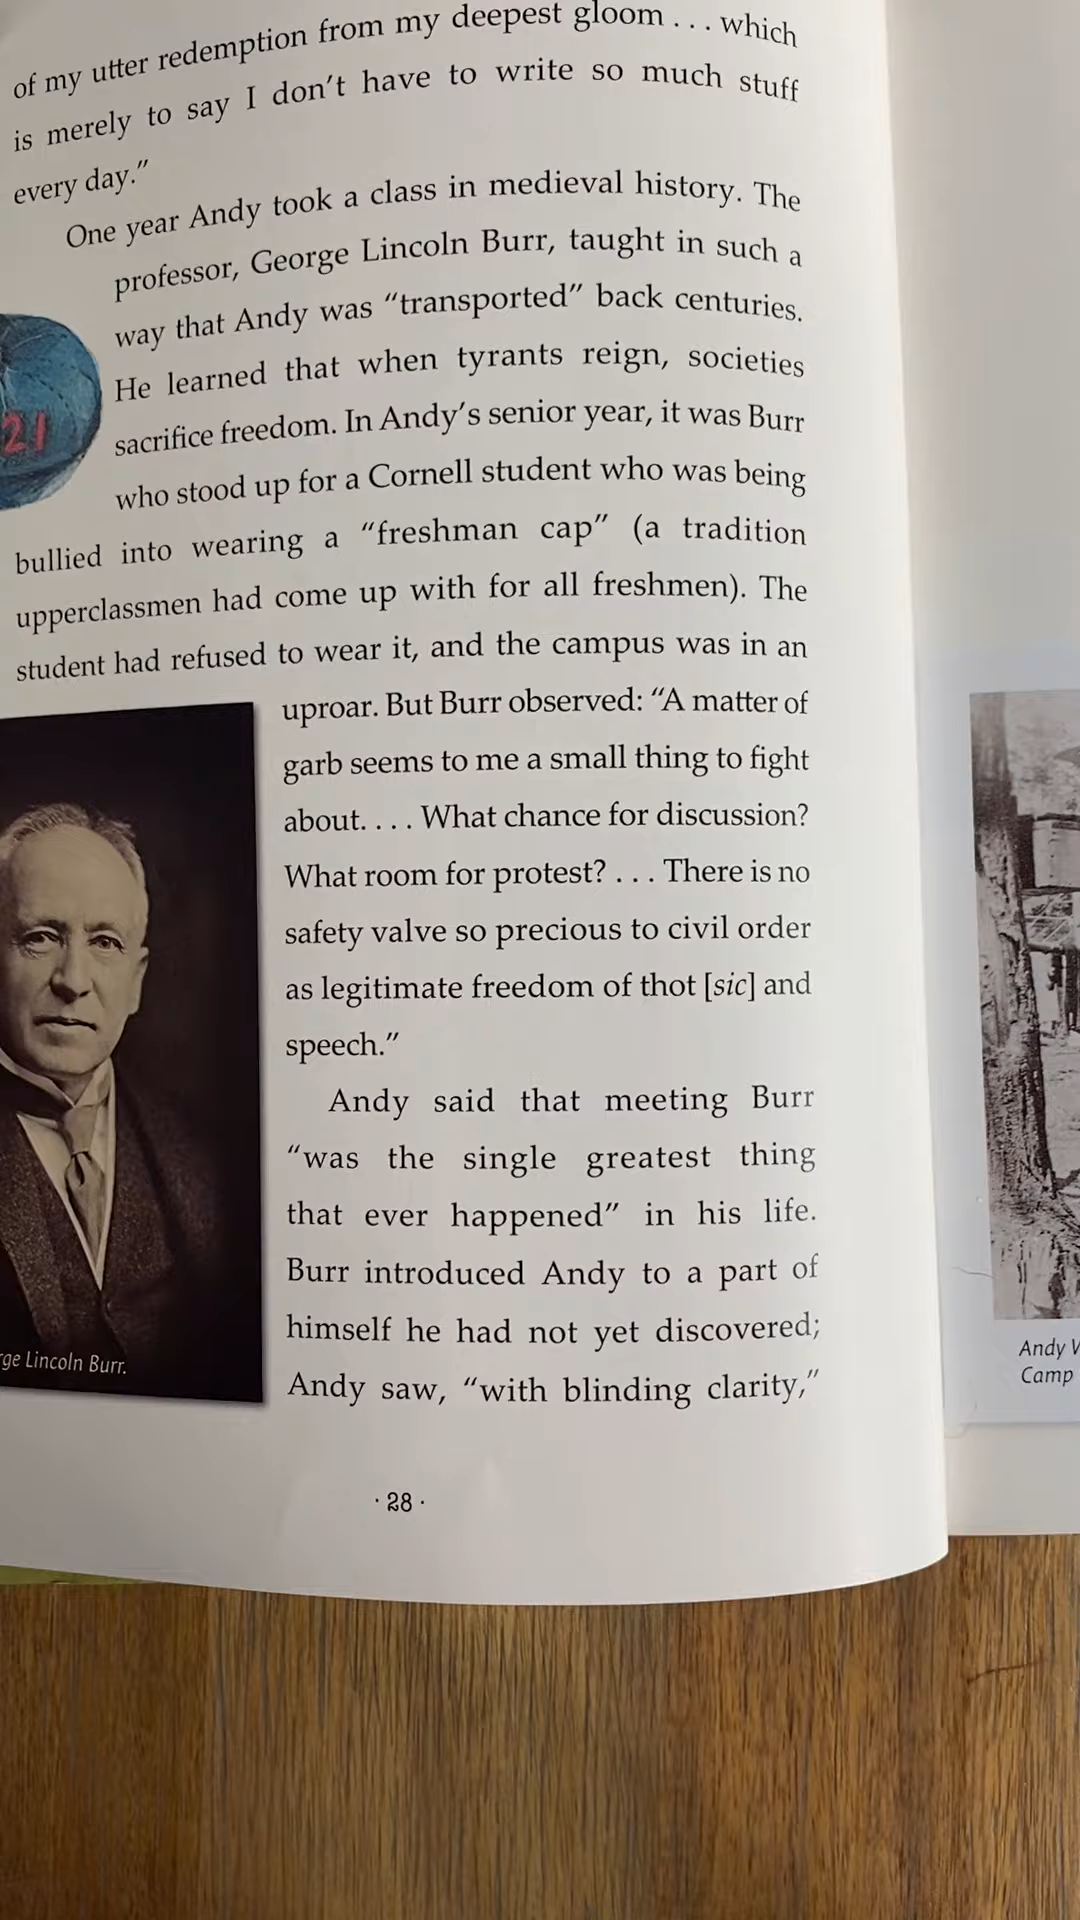 of my utter redemption from my deepest gloom . . . which
is merely to say I don't have to write so much stuff
every day.”
One year Andy took a class in medieval history. The
professor, George Lincoln Burr, taught in such a
way that Andy was “transported” back centuries.
He learned that when tyrants reign, societies
sacrifice freedom. In Andy's senior year, it was Burr
who stood up for a Cornell student who was being
bullied into wearing a “freshman cap” (a tradition
upperclassmen had come up with for all freshmen). The
student had refused to wear it, and the campus was in an
uproar. But Burr observed: “A matter of
garb seems to me a small thing to fight
about. . . . What chance for discussion?
What room for protest? . . . There is no
safety valve so precious to civil order
as legitimate freedom of thot [sic] and
speech.”
Andy said that meeting Burr
“was the single greatest thing
that ever happened” in his life.
Burr introduced Andy to a part of
himself he had not yet discovered;
Andy saw, “with blinding clarity,”
21
rge Lincoln Burr.
· 28 ·
Andy
Camp